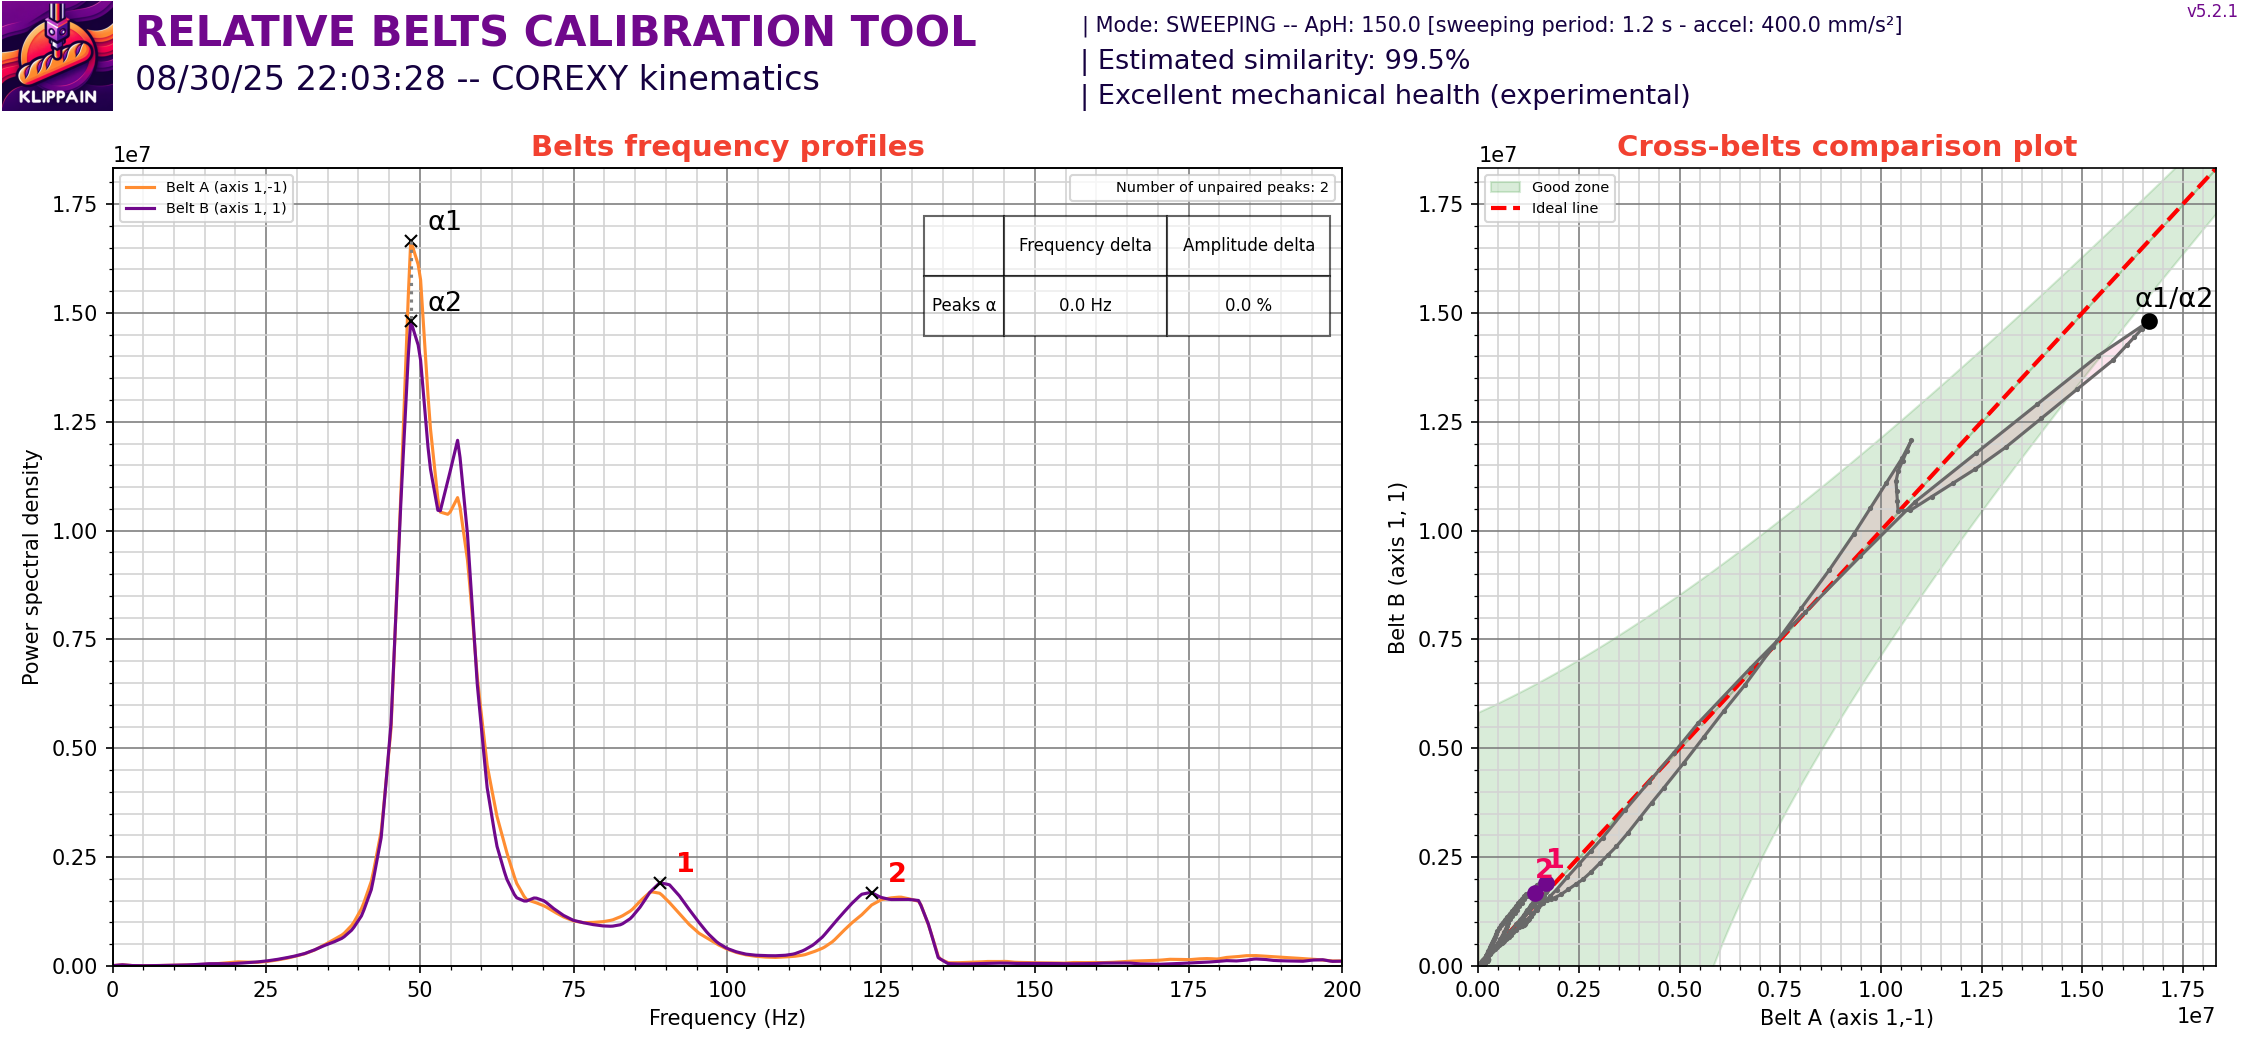 KLIPPAIN
RELATIVE BELTS CALIBRATION TOOL
08/30/25 22:03:28 -- COREXY kinematics
| Mode: SWEEPING -- ApH: 150.0 [sweeping period: 1.2 s - accel: 400.0 mm/s²]
| Estimated similarity: 99.5%
| Excellent mechanical health (experimental)
v5.2.1
Belts frequency profiles
1e7
Belt A (axis 1,-1)
Belt B (axis 1, 1)
Number of unpaired peaks: 2
Frequency delta Amplitude delta
Peaks α 0.0 Hz 0.0 %
α1
α2
1
2
Power spectral density
1.75
1.50
1.25
1.00
0.75
0.50
0.25
0.00
0 25 50 75 100 125 150 175 200
Frequency (Hz)
Cross-belts comparison plot
1e7
Good zone
Ideal line
α1/α2
1
2
Belt B (axis 1, 1)
1.75
1.50
1.25
1.00
0.75
0.50
0.25
0.00
0.00 0.25 0.50 0.75 1.00 1.25 1.50 1.75
1e7
Belt A (axis 1,-1)